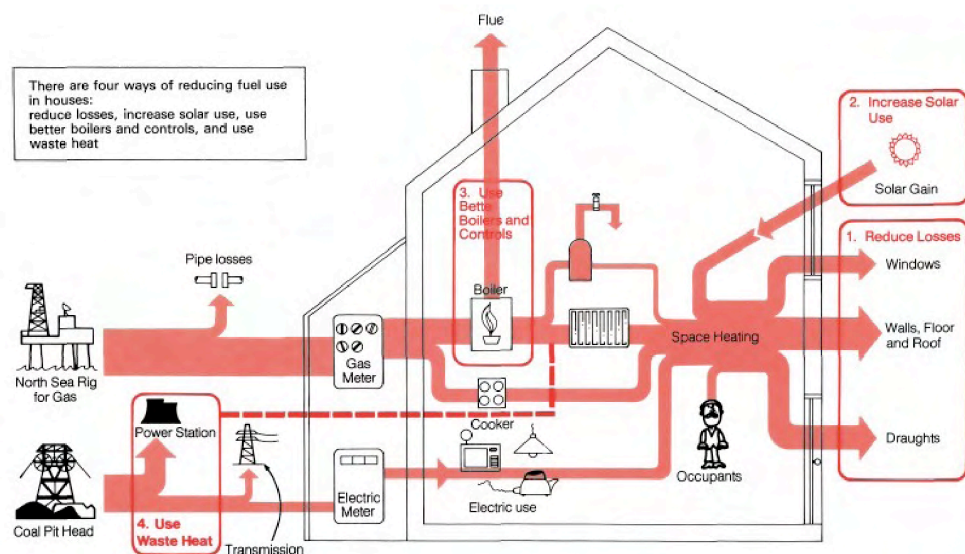 Flue
There are four ways of reducing fuel use
in houses:
reduce losses, increase solar use, use
better boilers and controls, and use
waste heat
2. Increase Solar
Use
Solar Gain
3. Use
Bette
Boilers and
Controls
1. Reduce Losses
Pipe losses
Windows
Boiler
Space Heating
Walls, Floor
and Roof
Gas
Meter
North Sea Rig
for Gas
Cooker
Power Station
Draughts
Occupants
Electric
Meter
Electric use
Coal Pit Head
4. Use
Waste Heat
Transmission